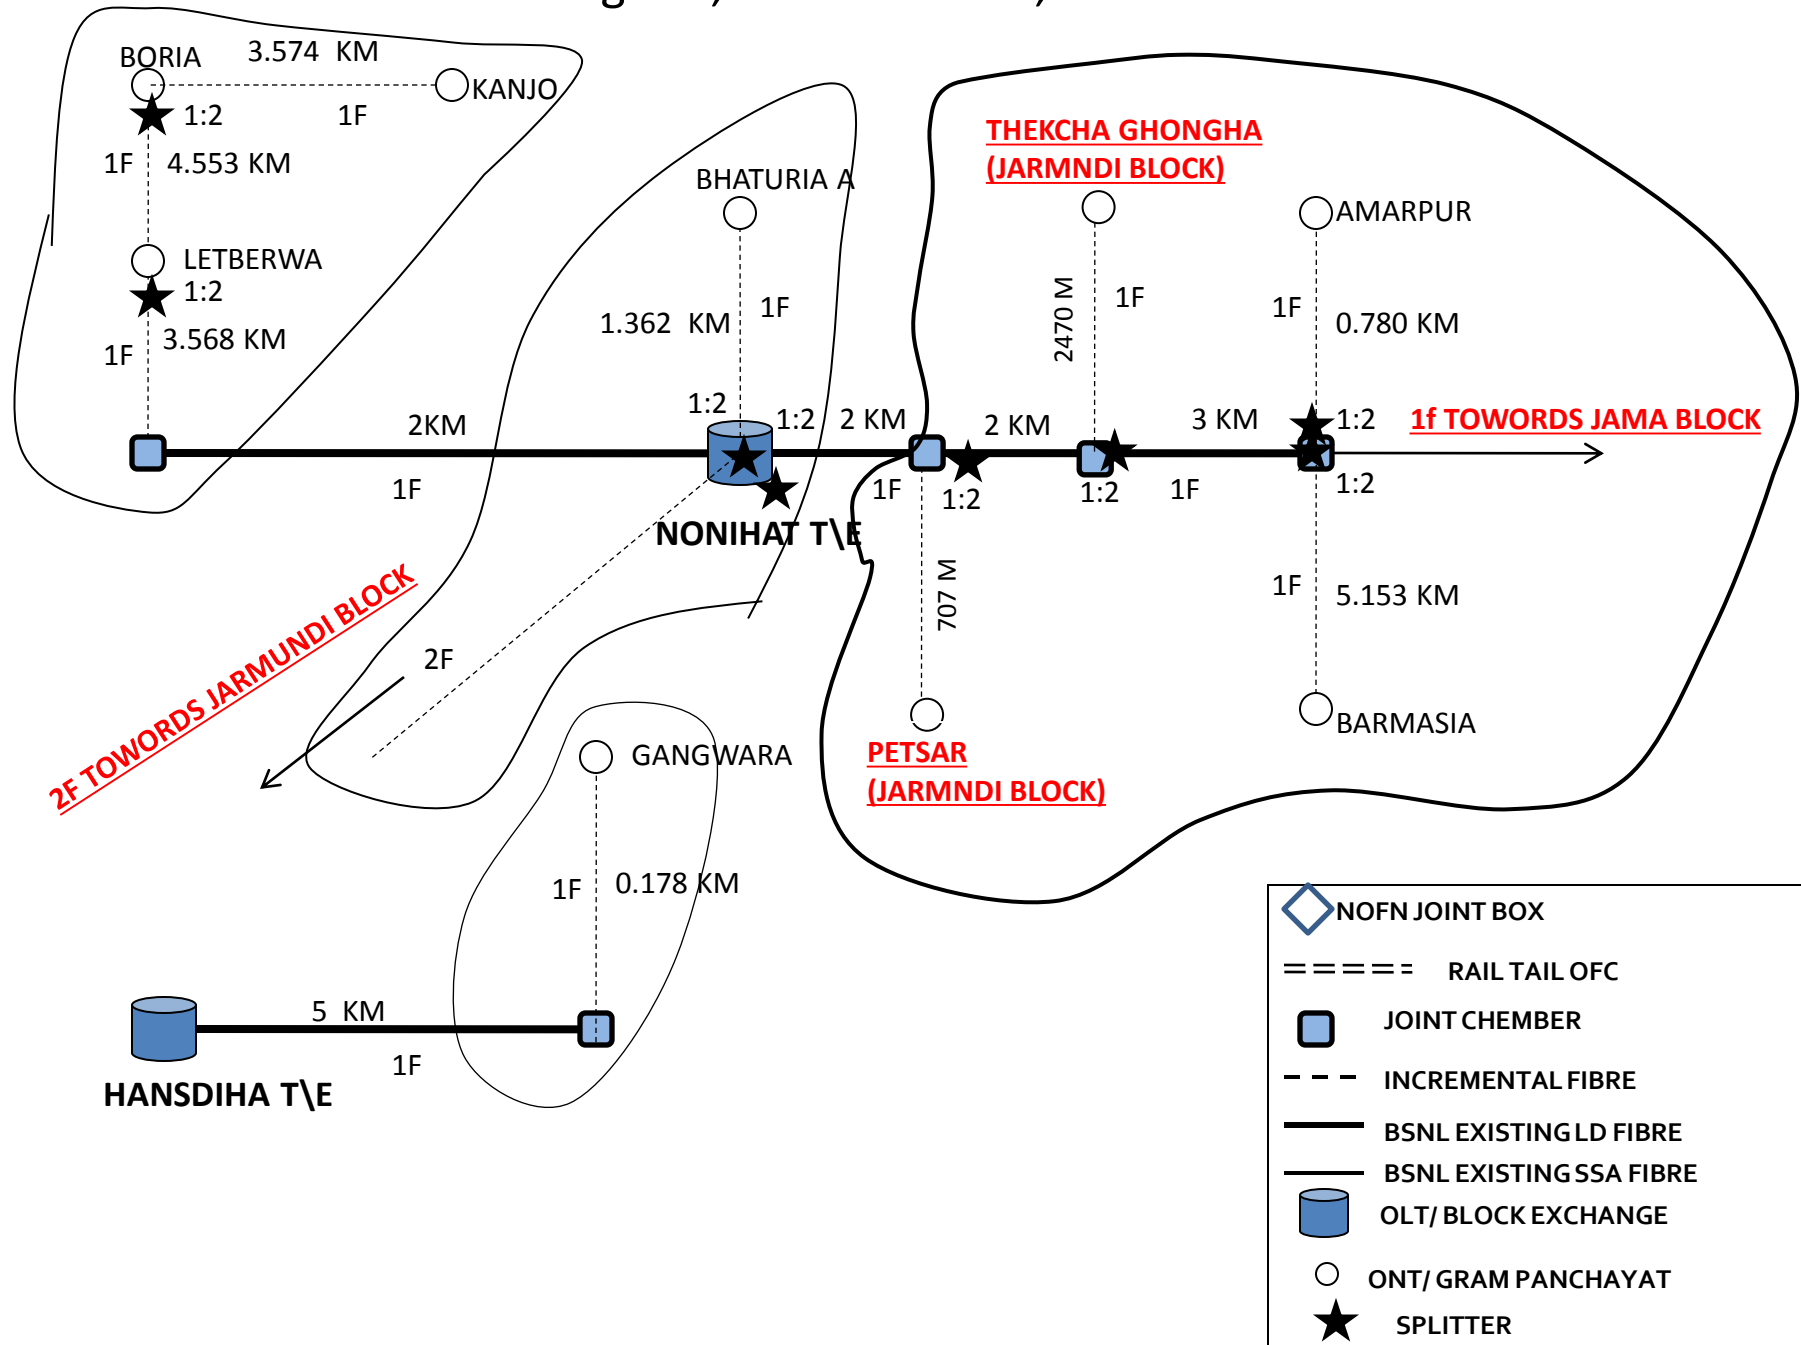 BORIA
3.574 KM
KANJO
1:2
1F
1F
4.553 KM
LETBERWA
1:2
3.568 KM
1F
2KM
1F
BHATURIA A
1.362 KM
1F
1:2
1:2
2 KM
NONIHAT T\E
1F
THEKCHA GHONGHA
(JARMNDI BLOCK)
2470 M
1F
2 KM
1:2
1:2
3 KM
1F
AMARPUR
1F
0.780 KM
1:2
1f TOWORDS JAMA BLOCK
1:2
1F
5.153 KM
BARMASIA
707 M
PETSAR
(JARMNDI BLOCK)
2F
2F TOWORDS JARMUNDI BLOCK
GANGWARA
1F
0.178 KM
5 KM
1F
HANSDIHA T\E
NOFN JOINT BOX
RAIL TAIL OFC
JOINT CHEMBER
INCREMENTAL FIBRE
BSNL EXISTING LD FIBRE
BSNL EXISTING SSA FIBRE
OLT/ BLOCK EXCHANGE
ONT/ GRAM PANCHAYAT
SPLITTER